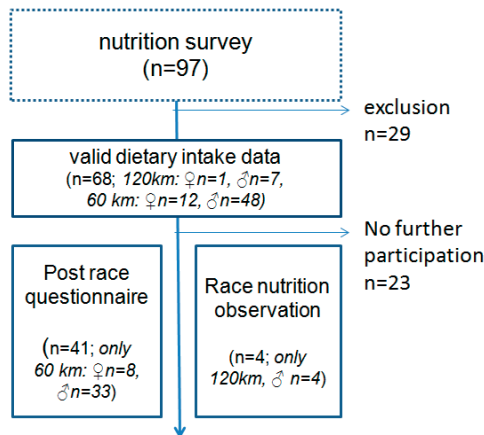 nutrition survey
(n=97)
exclusion
n=29
valid dietary intake data
(n=68; 120km: ♀n=1, ♂n=7,
60 km: ♀n=12, ♂n=48)
No further
participation
n=23
Post race
questionnaire
(n=41; only
60 km: ♀n=8,
♂n=33)
Race nutrition
observation
(n=4; only
120km, ♂ n=4)